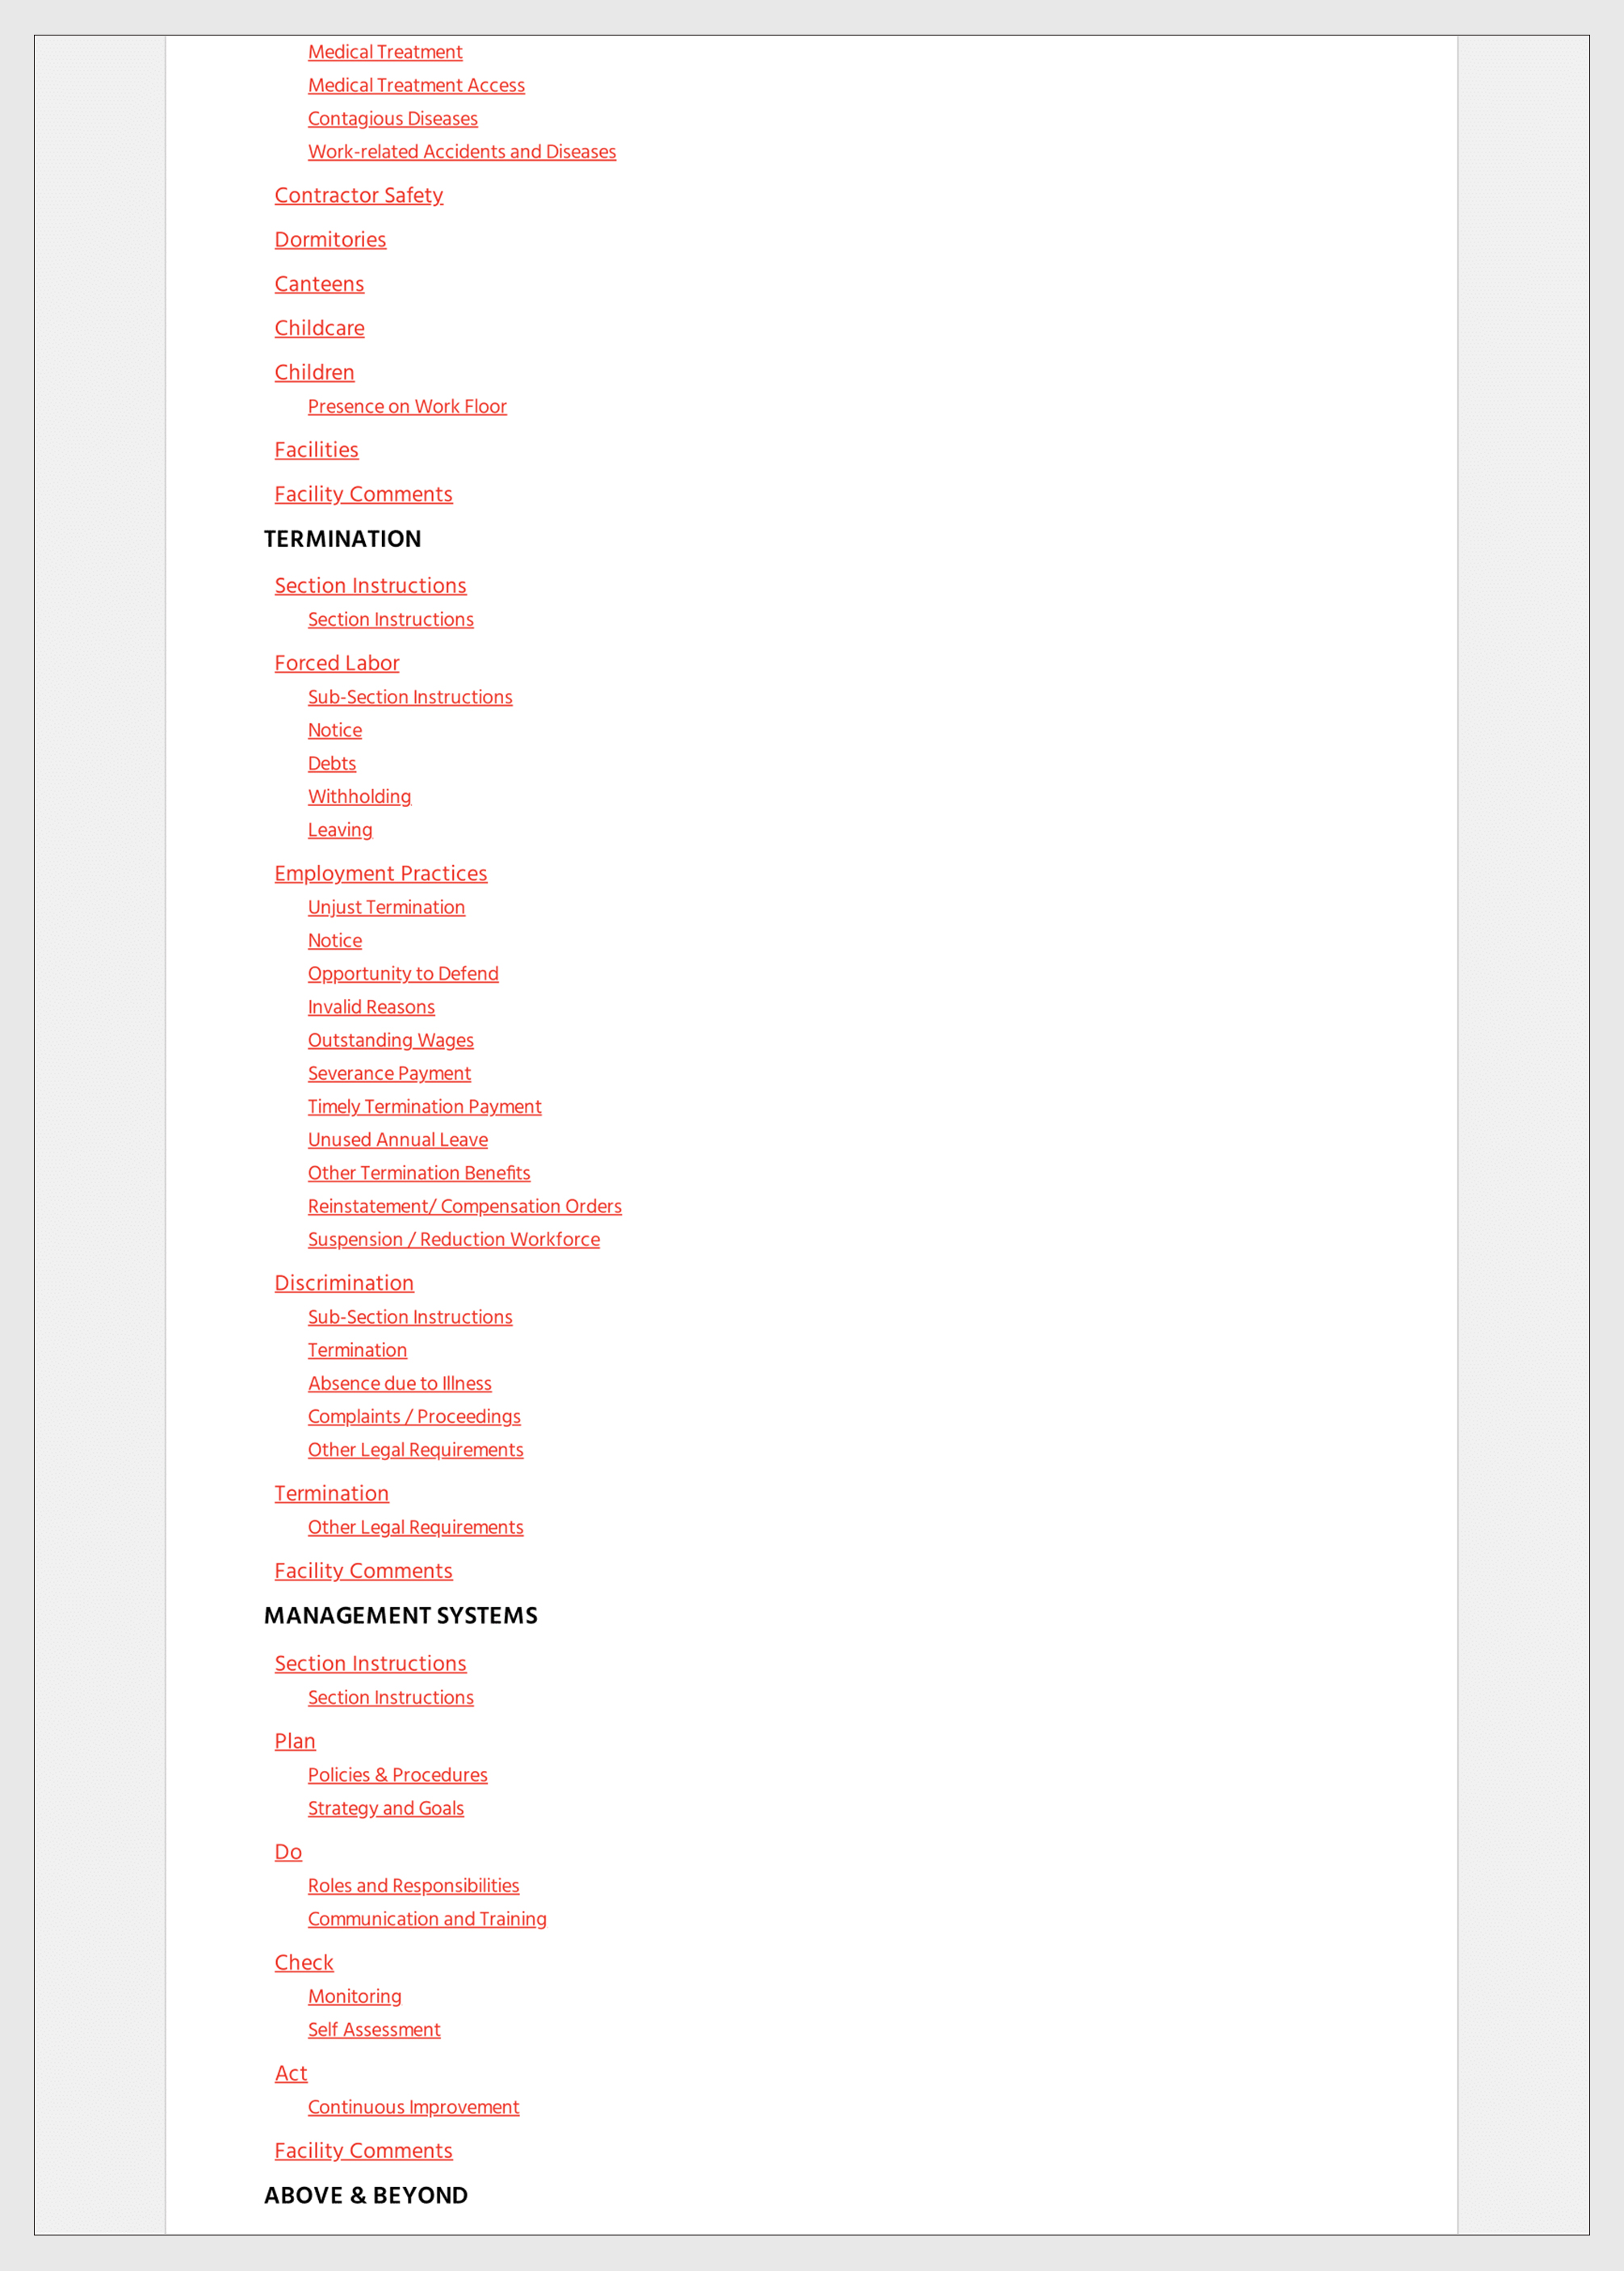 Medical Treatment
Medical Treatment Access
Contagious Diseases
Work-related Accidents and Diseases
Contractor Safety
Dormitories
Canteens
Childcare
Children
Presence on Work Floor
Facilities
Facility Comments
TERMINATION
Section Instructions
Section Instructions
Forced Labor
Sub-Section Instructions
Notice
Debts
Withholding
Leaving
Employment Practices
Unjust Termination
Notice
Opportunity to Defend
Invalid Reasons
Outstanding Wages
Severance Payment
Timely Termination Payment
Unused Annual Leave
Other Termination Benefits
Reinstatement/ Compensation Orders
Suspension / Reduction Workforce
Discrimination
Sub-Section Instructions
Termination
Absence due to Illness
Complaints / Proceedings
Other Legal Requirements
Termination
Other Legal Requirements
Facility Comments
MANAGEMENT SYSTEMS
Section Instructions
Section Instructions
Plan
Policies & Procedures
Strategy and Goals
Do
Roles and Responsibilities
Communication and Training
Check
Monitoring
Self Assessment
Act
Continuous Improvement
Facility Comments
ABOVE & BEYOND